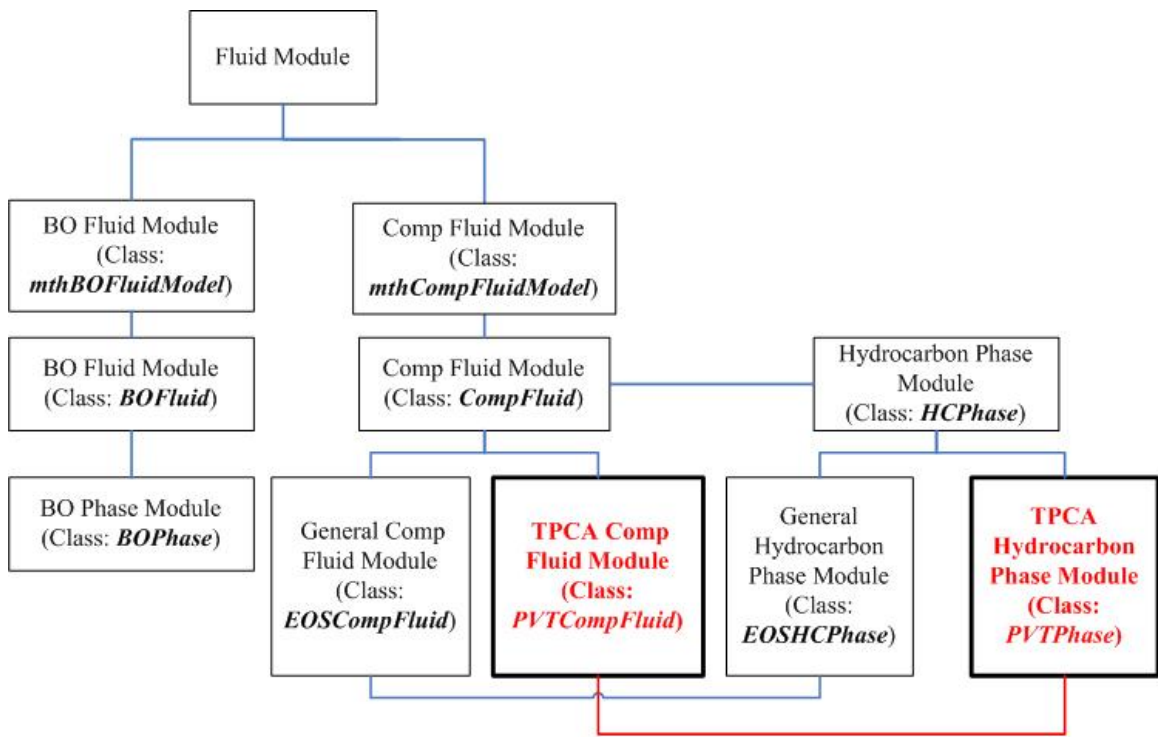 Fluid Module
BO Fluid Module
(Class:
mthBOFluidModel)
Comp Fluid Module
(Class:
mthCompFluidModel)
BO Fluid Module
(Class: BOFluid)
Comp Fluid Module
(Class: CompFluid)
Hydrocarbon Phase
Module
(Class: HCPhase)
BO Phase Module
(Class: BOPhase)
General Comp
Fluid Module
(Class:
EOSCompFluid)
TPCA Comp
Fluid Module
(Class:
PVTCompFluid)
General
Hydrocarbon
Phase Module
(Class:
EOSHCPhase)
TPCA
Hydrocarbon
Phase Module
(Class:
PVTPhase)